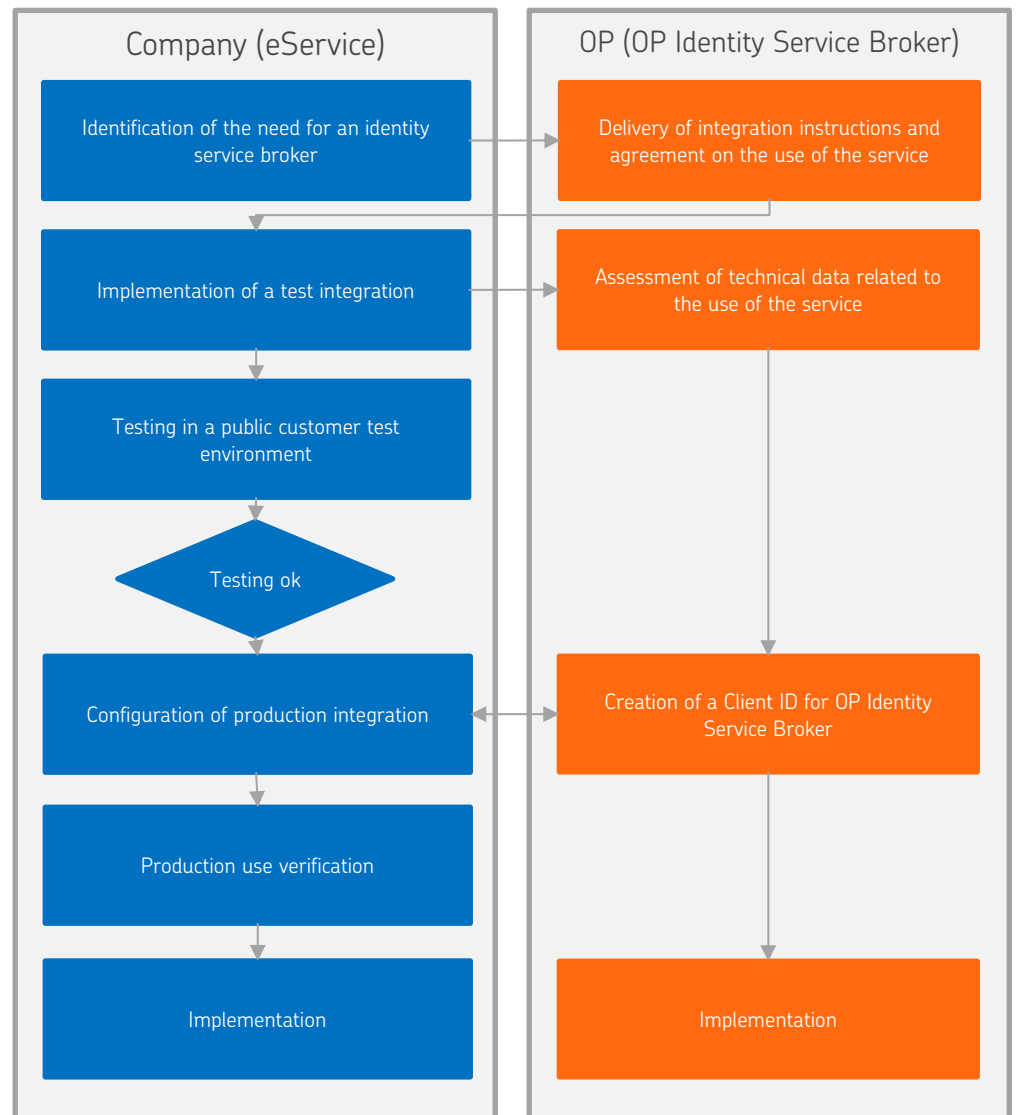 Company (eService)
OP (OP Identity Service Broker)
Identification of the need for an identity
service broker
Delivery of integration instructions and
agreement on the use of the service
Implementation of a test integration
Assessment of technical data related to
the use of the service
Testing in a public customer test
environment
Testing ok
Configuration of production integration
Creation of a Client ID for OP Identity
Service Broker
Production use verification
Implementation
Implementation